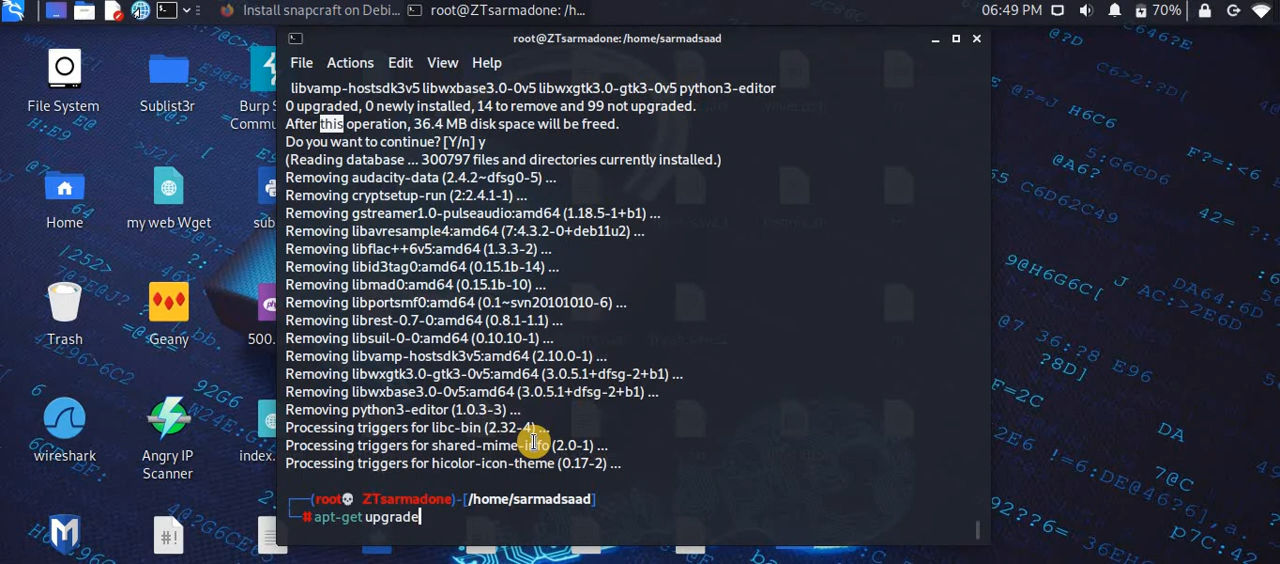 Install snapcraft on Debi...
root@ZTsarmadone: /h...
06:49 PM
70%
root@ZTsarmadone:/home/sarmadsaad
File Actions Edit View Help
libvamp-hostsdk3v5 libwxbase3.0-0v5 libwxgtk3.0-gtk3-0v5 python3-editor
0 upgraded, 0 newly installed, 14 to remove and 99 not upgraded.
After this operation, 36.4 MB disk space will be freed.
Do you want to continue? [Y/n] y
(Reading database ... 300797 files and directories currently installed.)
Removing audacity-data (2.4.2~dfsg0-5) ...
Removing cryptsetup-run (2:2.4.1-1) ...
Removing gstreamer1.0-pulseaudio:amd64 (1.18.5-1+b1) ...
Removing libavresample4:amd64 (7:4.3.2-0+deb11u2) ...
Removing libflac++6v5:amd64 (1.3.3-2) ...
Removing libid3tag0:amd64 (0.15.1b-14) ...
Removing libmad0:amd64 (0.15.1b-10) ...
Removing libportsmf0:amd64 (0.1~svn20101010-6) ...
Removing librest-0.7-0:amd64 (0.8.1-1.1) ...
Removing libsuil-0-0:amd64 (0.10.10-1) ...
Removing libvamp-hostsdk3v5:amd64 (2.10.0-1) ...
Removing libwxgtk3.0-gtk3-0v5:amd64 (3.0.5.1+dfsg-2+b1) ...
Removing libwxbase3.0-0v5:amd64 (3.0.5.1+dfsg-2+b1) ...
Removing python3-editor (1.0.3-3) ...
Processing triggers for libc-bin (2.32-4) ...
Processing triggers for shared-mime-info (2.0-1) ...
Processing triggers for hicolor-icon-theme (0.17-2) ...
(root💀 ZTsarmadone)-[/home/sarmadsaad]
# apt-get upgrade
File System
Sublist3r
Burp S
Commu
Home
my web Wget
sub
Trash
Geany
500.
wireshark
Angry IP
Scanner
index.
#!